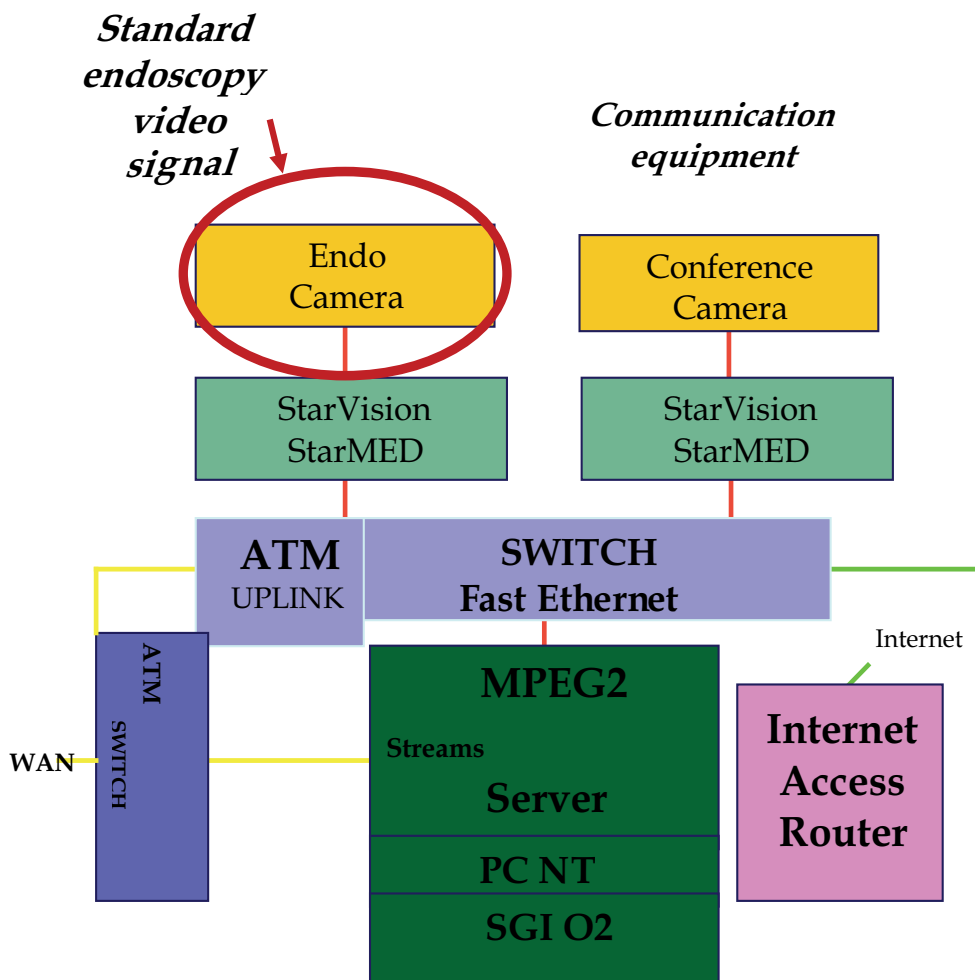 Standard
endoscopy
video
signal
Communication
equipment
Endo
Camera
Conference
Camera
StarVision
StarMED
StarVision
StarMED
ATM
UPLINK
SWITCH
Fast Ethernet
Internet
ATM
SWITCH
WAN
MPEG2
Streams
Server
PC NT
SGI O2
Internet
Access
Router